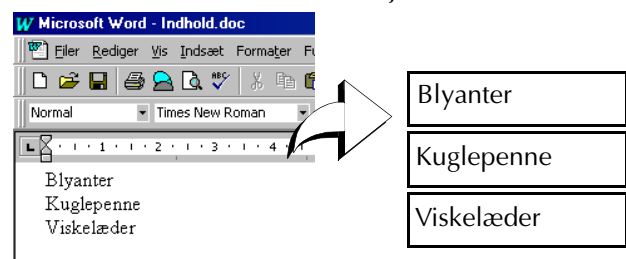 Microsoft Word - Indhold.doc
Filer Rediger Vis Indsæt Formater
ABC
Normal Times New Roman
1 2 3 4
Blyanter
Kuglepenne
Viskelæder
Blyanter
Kuglepenne
Viskelæder